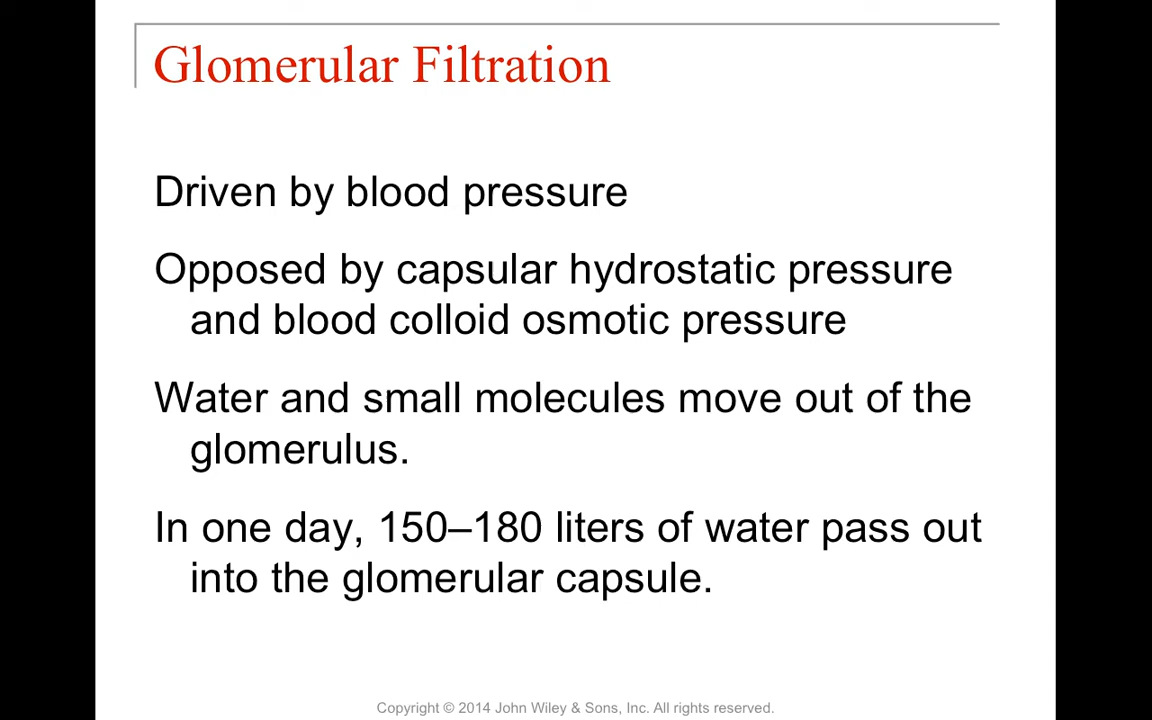 Glomerular Filtration
Driven by blood pressure
Opposed by capsular hydrostatic pressure
and blood colloid osmotic pressure
Water and small molecules move out of the
glomerulus.
In one day, 150–180 liters of water pass out
into the glomerular capsule.
Copyright © 2014 John Wiley & Sons, Inc. All rights reserved.